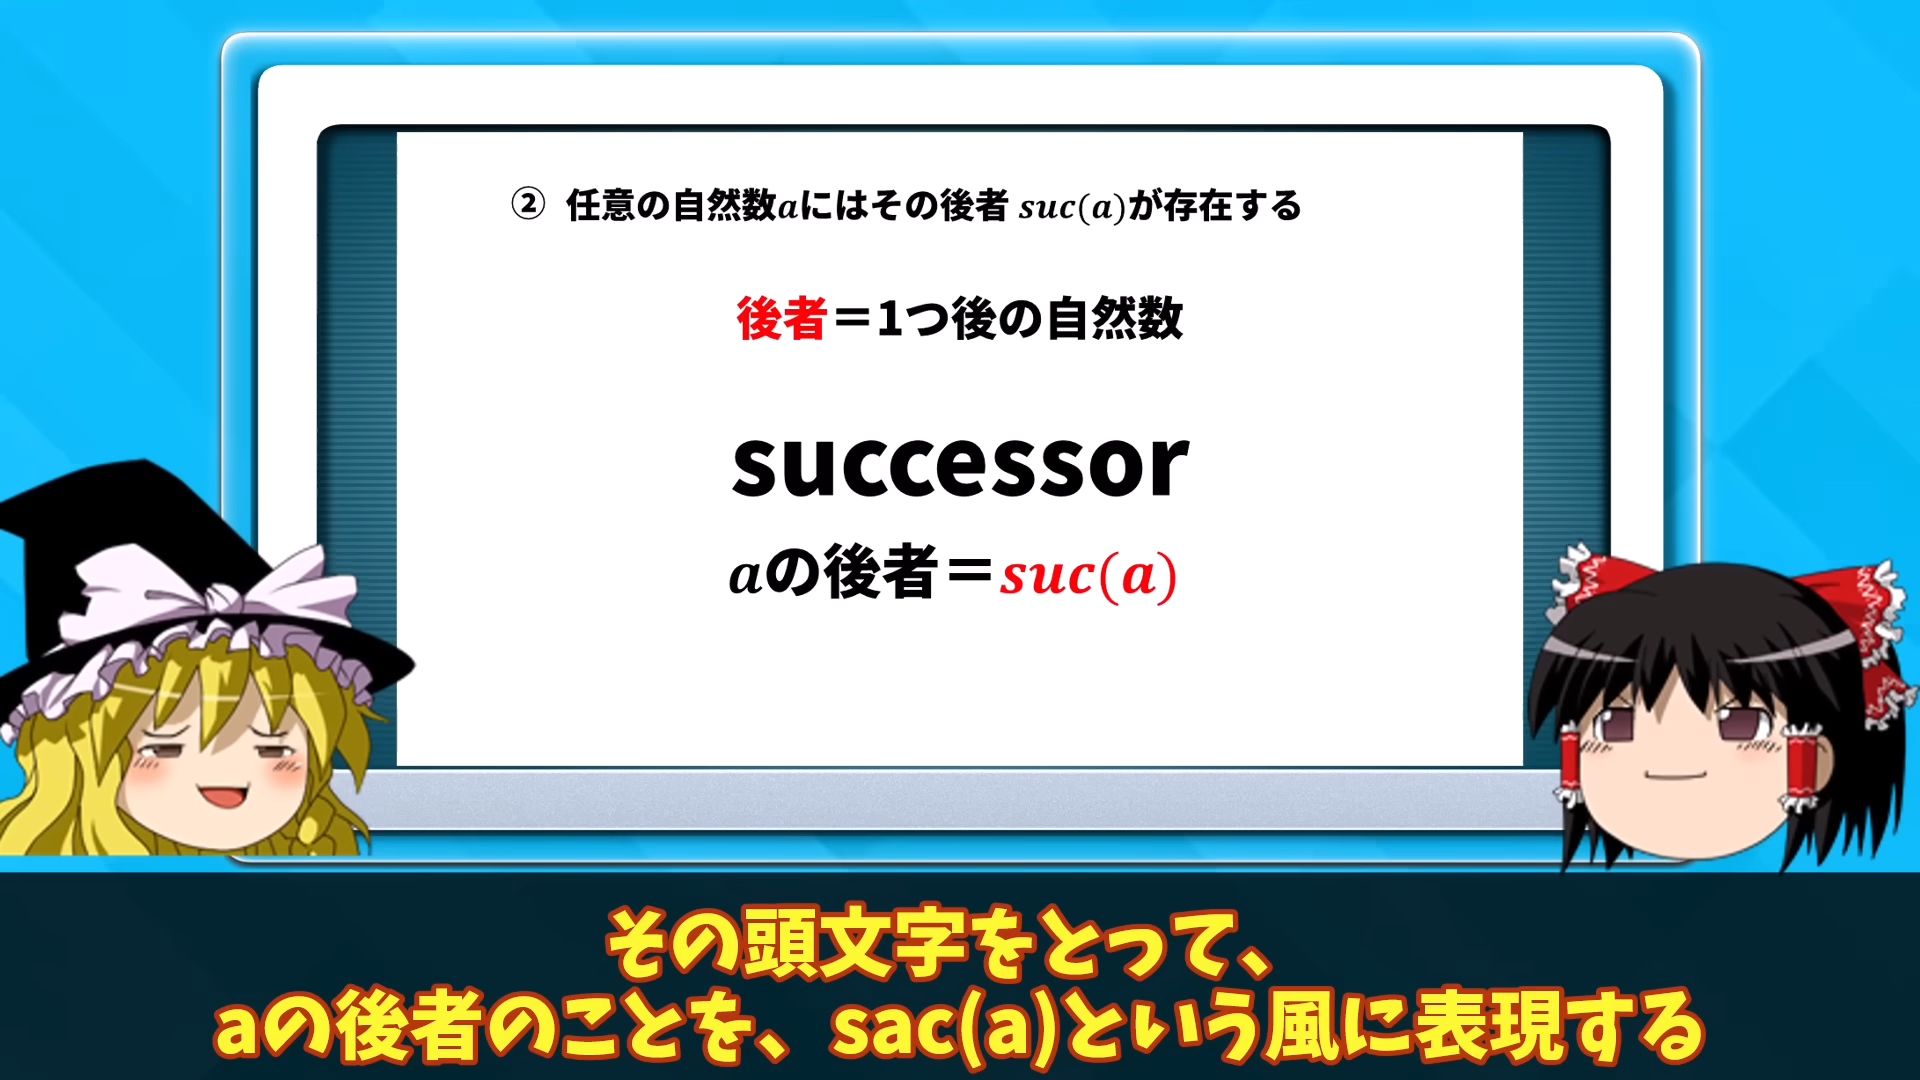 ② 任意の自然数aにはその後者 suc(a)が存在する
後者＝1つ後の自然数
successor
aの後者＝suc(a)
その頭文字をとって、
aの後者のことを、sac(a)という風に表現する